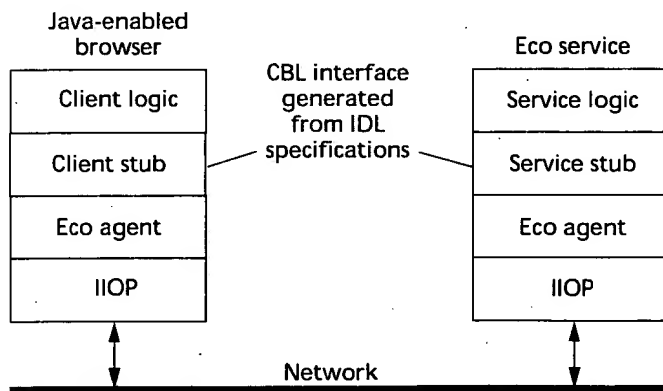 Java-enabled
browser
Client logic
Client stub
Eco agent
IIOP
CBL interface
generated
from IDL
specifications
Eco service
Service logic
Service stub
Eco agent
IIOP
Network